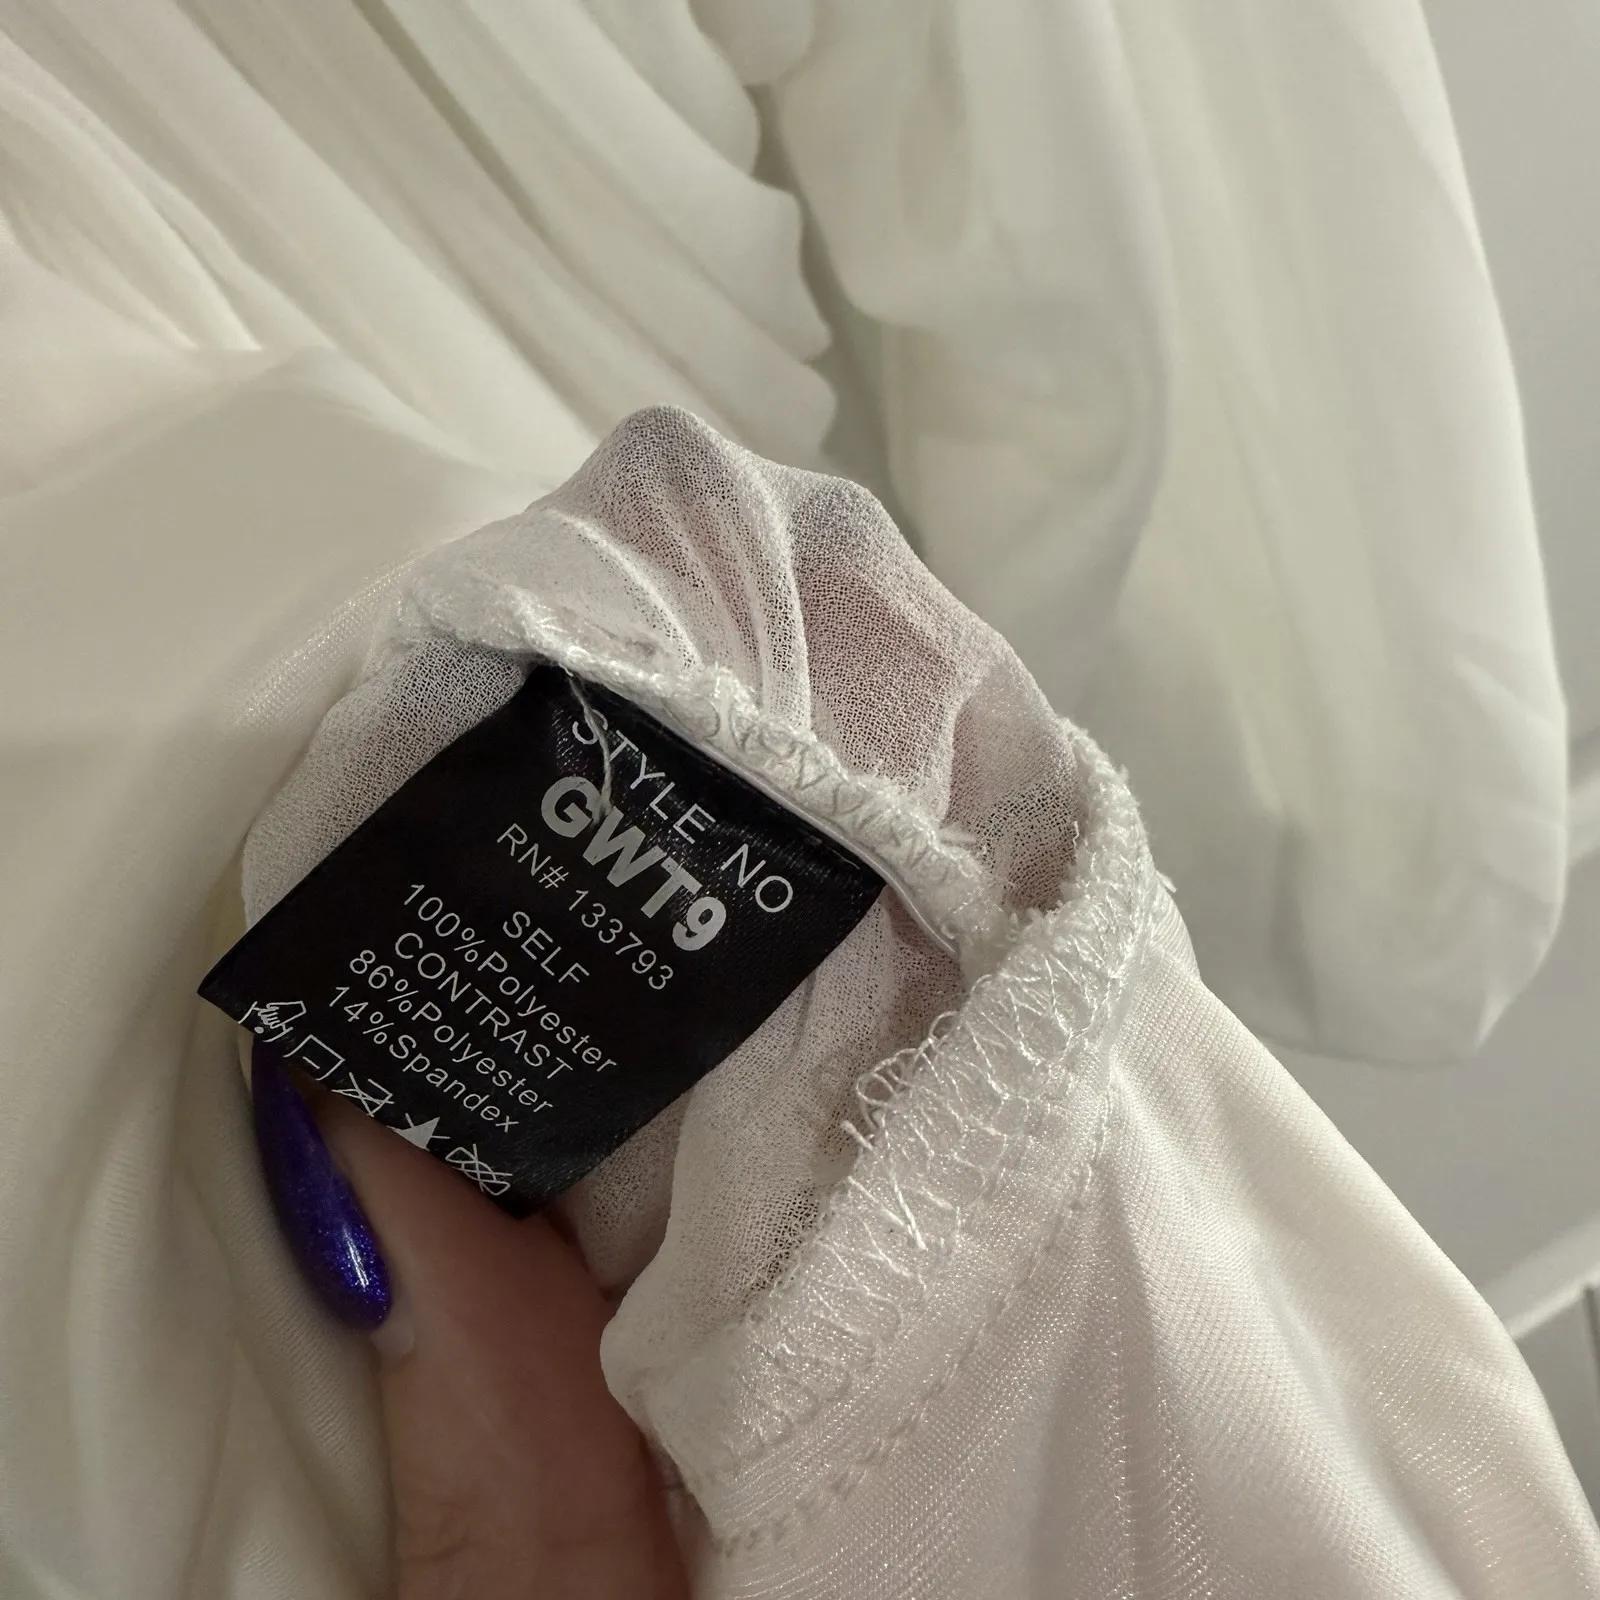 STYLE NO
GWT9
RN# 133793
SELF
100%Polyester
CONTRAST
86%Polyester
14%Spandex